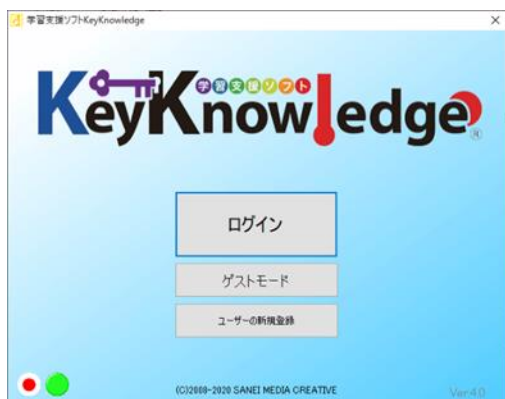 学習支援ソフトKeyKnowledge
学習支援ソフト
KeyKnowledge
ログイン
ゲストモード
ユーザーの新規登録
(C)2008-2020 SANEI MEDIA CREATIVE
Ver4.0